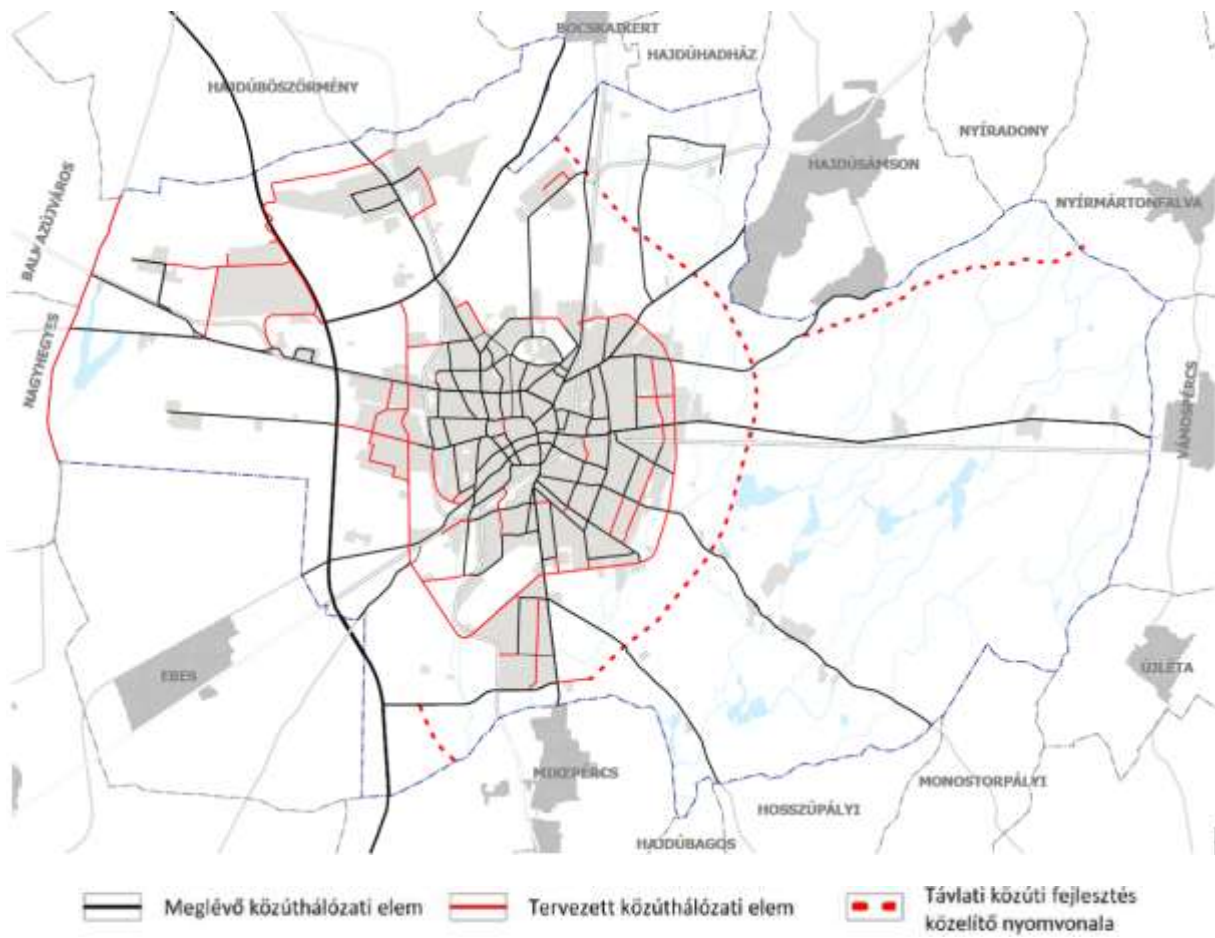 BOCSKAIKERT
HAJDÚHADHÁZ
HAJDÚBÖSZÖRMÉNY
NYÍRADONY
HAJDÚSÁMSON
NYÍRMÁRTONFALVA
BALMAZÚJVÁROS
NAGYHEGYES
VÁMOSPÉRCS
EBES
ÚJLÉTA
MIKEPÉRCS
MONOSTORPÁLYI
HOSSZÚPÁLYI
HAJDÚBAGOS
Meglévő közúthálózati elem
Tervezett közúthálózati elem
Távlati közúti fejlesztés
közelítő nyomvonala